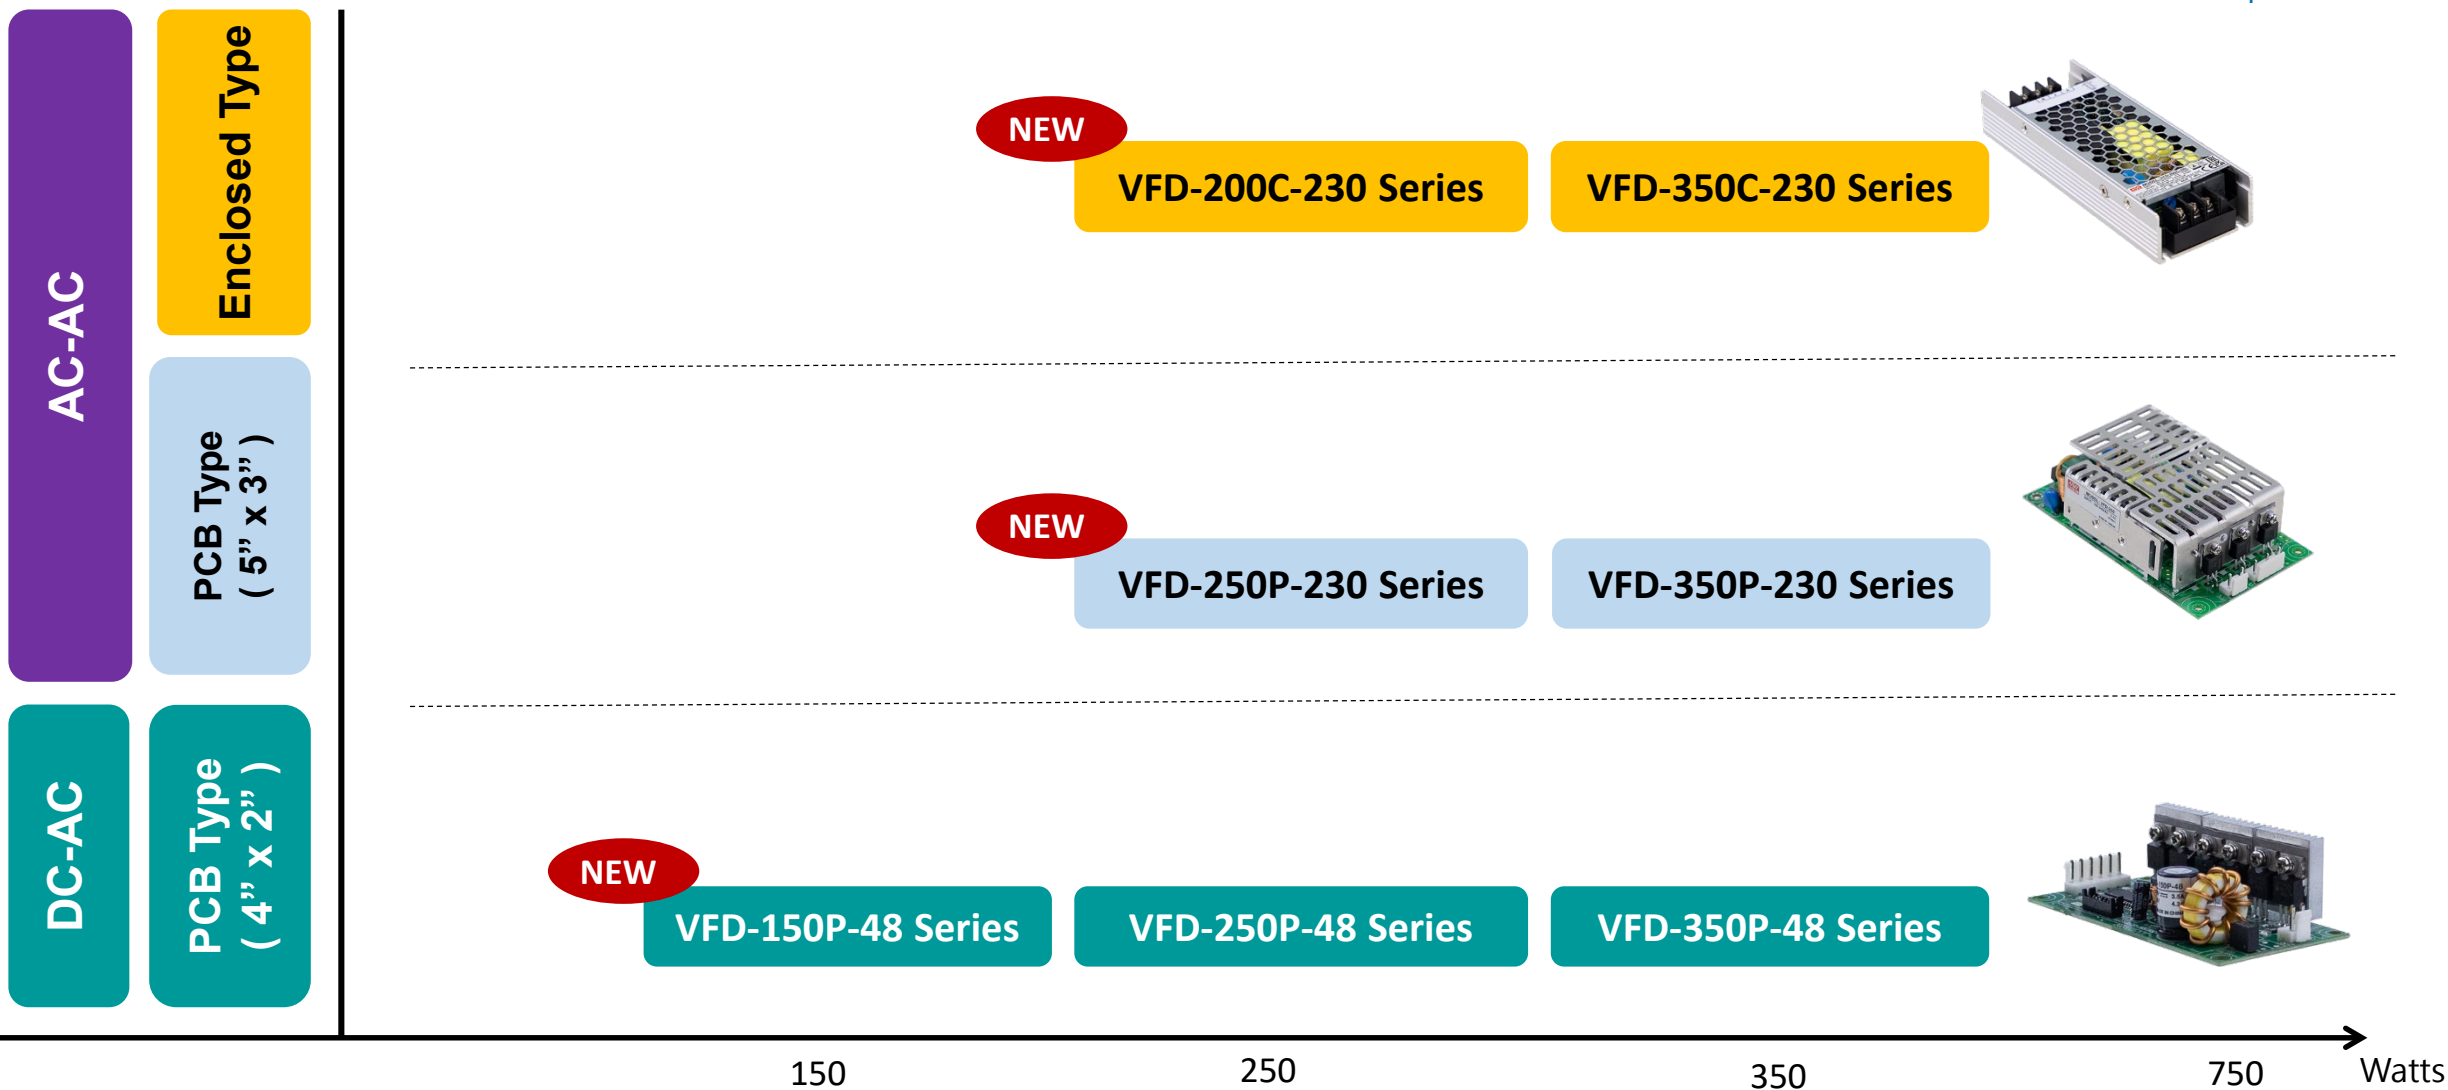 AC-AC
Enclosed Type
NEW
VFD-200C-230 Series
VFD-350C-230 Series
PCB Type
( 5” x 3” )
NEW
VFD-250P-230 Series
VFD-350P-230 Series
DC-AC
PCB Type
( 4” x 2” )
NEW
VFD-150P-48 Series
VFD-250P-48 Series
VFD-350P-48 Series
150
250
350
750
Watts